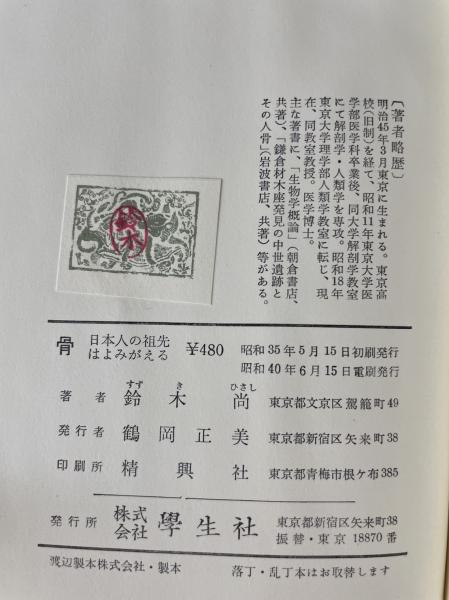 〔著者略歴〕
明治45年3月東京に生まれる。東京高
校(旧制)を経て、昭和11年東京大学医
学部医学科卒業後、同大学解剖学教室
にて解剖学・人類学を専攻。昭和18年
東京大学理学部人類学教室に転じ、現
在、同教室教授。医学博士。
主な著書に、「生物学概論」(朝倉書店、
共著)、「鎌倉材木座発見の中世遺跡と
その人骨」(岩波書店、共著)等がある。
鈴木
骨 日本人の祖先はよみがえる ¥480 昭和35年5月15日初刷発行
昭和40年6月15日電刷発行
すず き ひさし
著者 鈴木尚 東京都文京区駕籠町49
発行者 鶴岡正美 東京都新宿区矢来町38
印刷所 精興社 東京都青梅市根ケ布385
発行所 株式会社 學生社 東京都新宿区矢来町38
振替・東京 18870番
渡辺製本株式会社・製本 落丁・乱丁本はお取替します